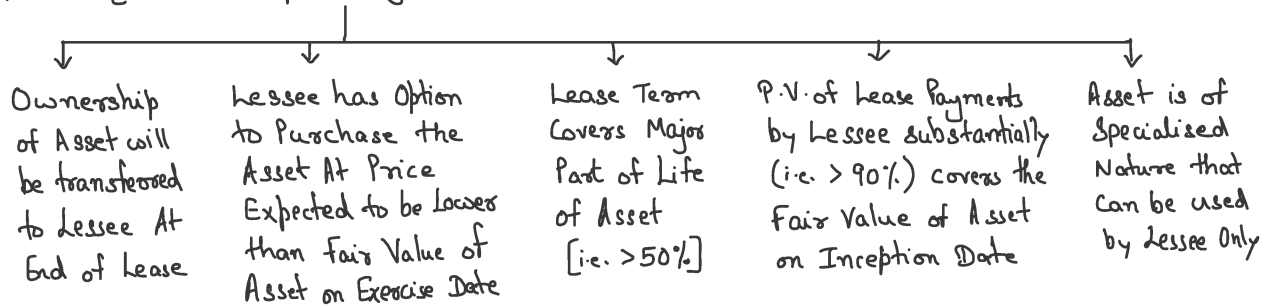 Ownership
of Asset will
be transferred
to Lessee At
End of Lease
Lessee has Option
to Purchase the
Asset At Price
Expected to be Lower
than Fair Value of
Asset on Exercise Date
Lease Term
Covers Major
Part of Life
of Asset
[i.e. >50%]
P.V. of Lease Payments
by Lessee substantially
(i.e. > 90%) covers the
Fair Value of Asset
on Inception Date
Asset is of
Specialised
Nature that
Can be used
by Lessee Only